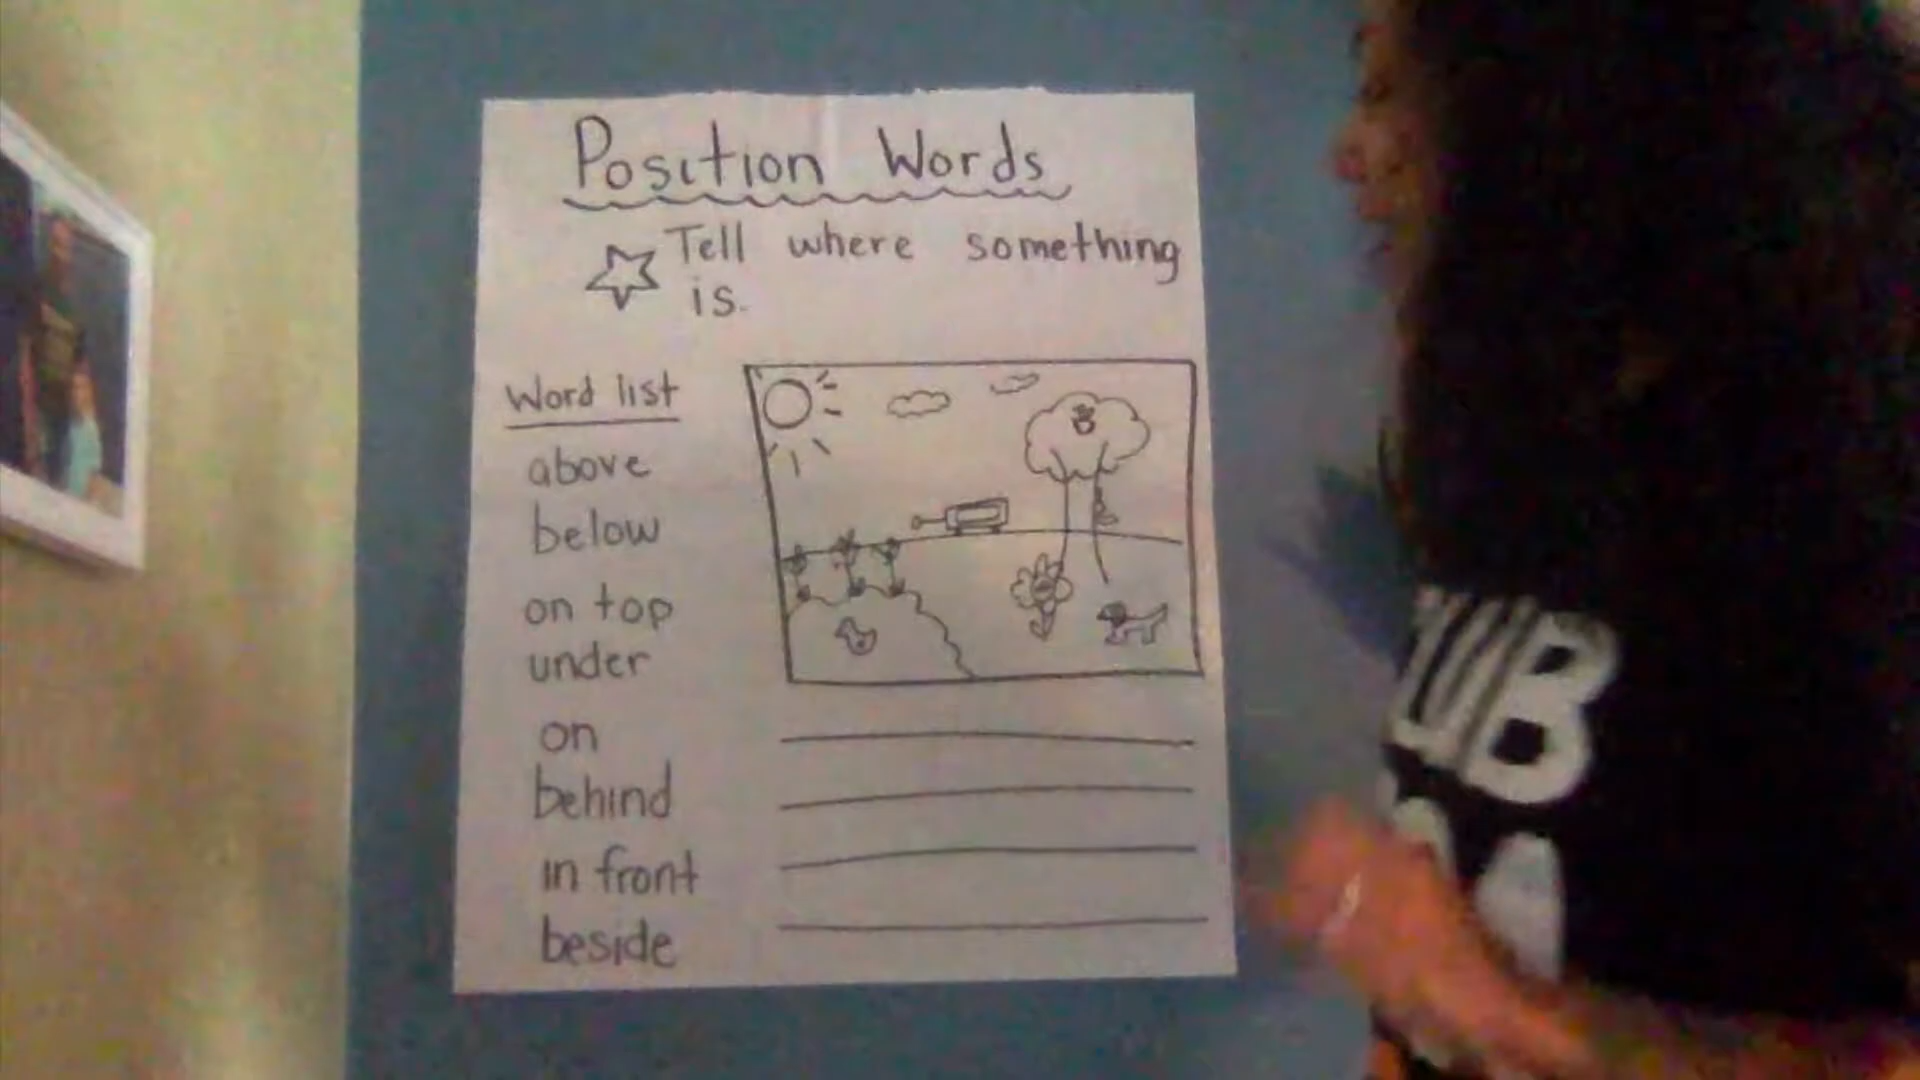 Position Words
Tell where something
is.
Word list
above
below
on top
under
on
behind
in front
beside